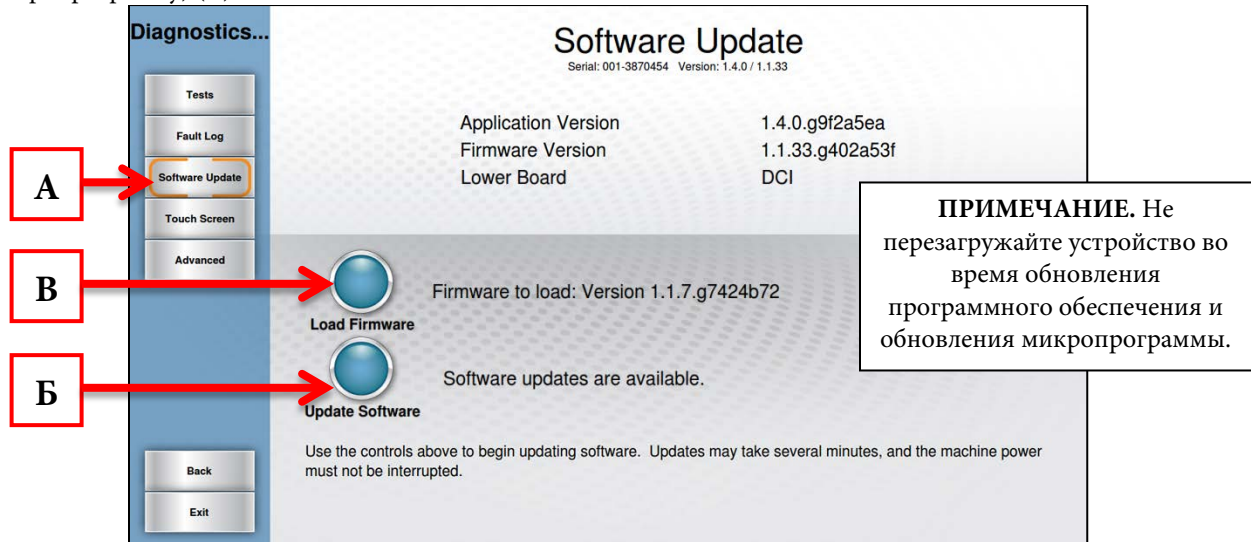 Diagnostics...
Software Update
Serial: 001-3870454 Version: 1.4.0 / 1.1.33
Tests
Fault Log
Software Update
Touch Screen
Advanced
Application Version 1.4.0.g9f2a5ea
Firmware Version 1.1.33.g402a53f
Lower Board DCI
А
В
Б
ПРИМЕЧАНИЕ. Не
перезагружайте устройство во
время обновления
программного обеспечения и
обновления микропрограммы.
Firmware to load: Version 1.1.7.g7424b72
Load Firmware
Software updates are available.
Update Software
Use the controls above to begin updating software. Updates may take several minutes, and the machine power
must not be interrupted.
Back
Exit